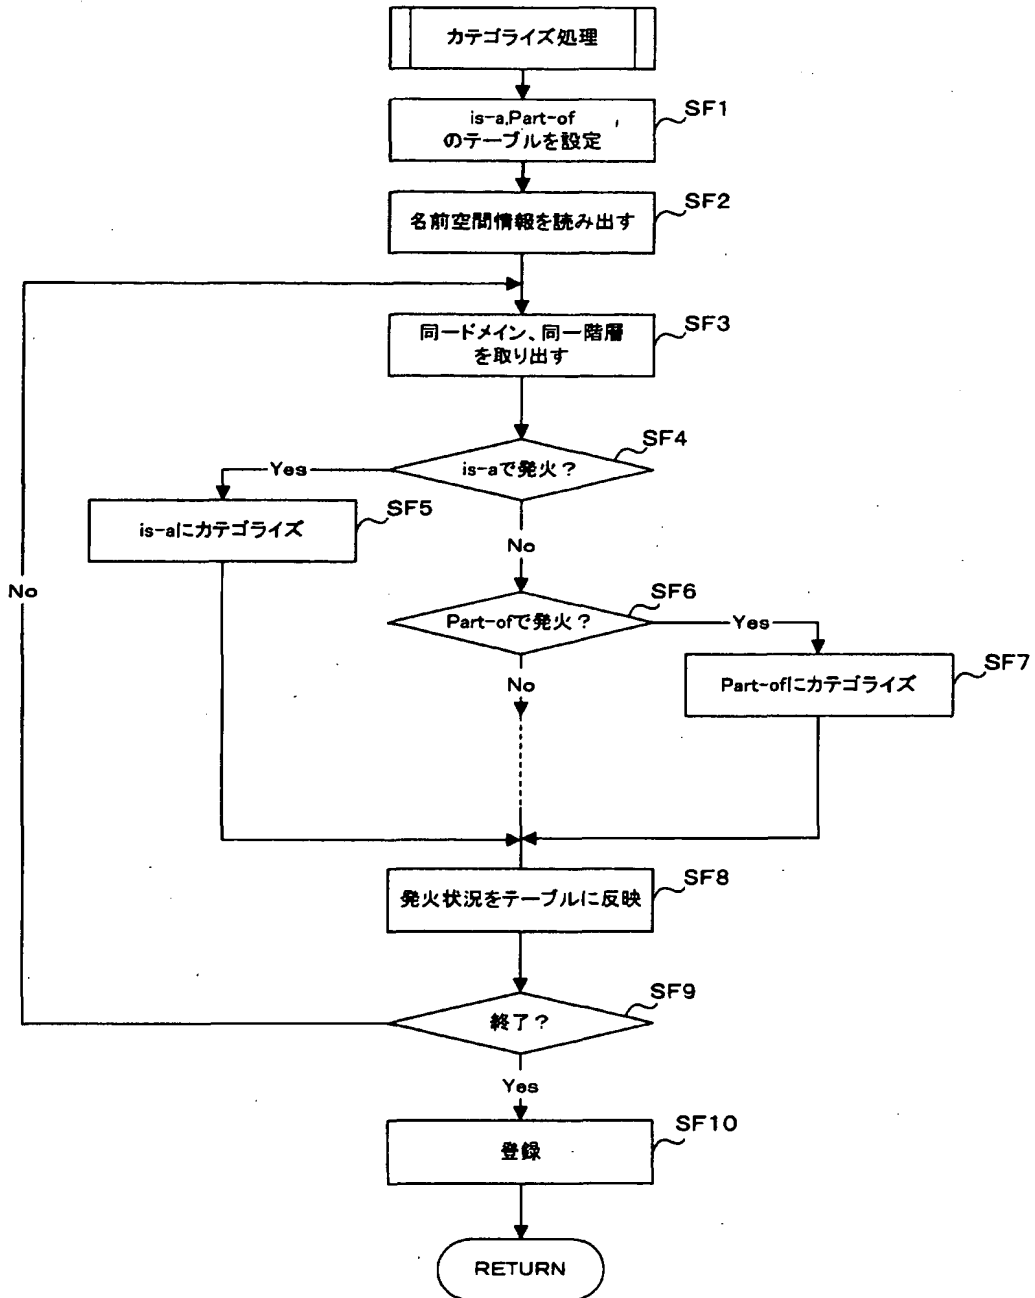 カテゴライズ処理
is-a,Part-of
のテーブルを設定
SF1
名前空間情報を読み出す
SF2
同一ドメイン、同一階層
を取り出す
SF3
is-aで発火?
SF4
Yes
is-aにカテゴライズ
SF5
No
No
Part-ofで発火?
SF6
Yes
Part-ofにカテゴライズ
SF7
No
発火状況をテーブルに反映
SF8
終了?
SF9
Yes
登録
SF10
RETURN